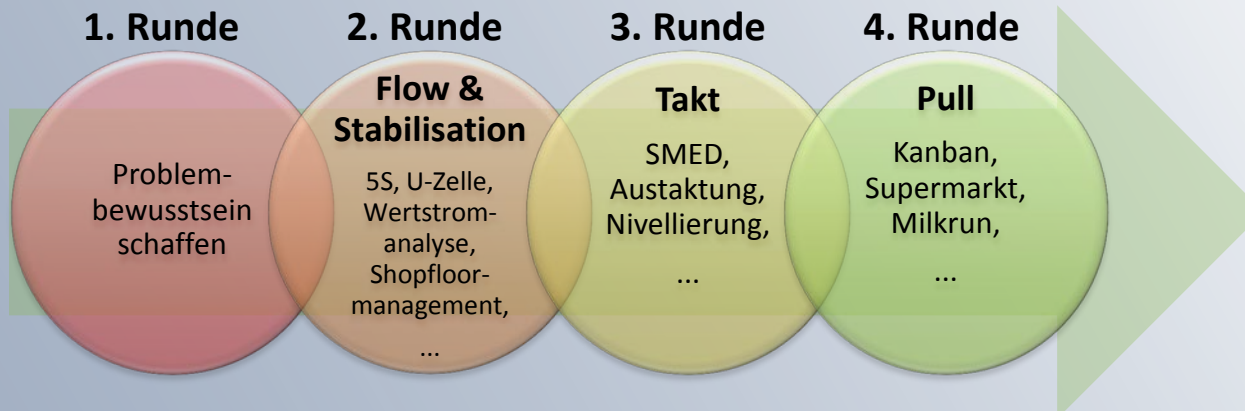 1. Runde
2. Runde
3. Runde
4. Runde
Problem-
bewusstsein
schaffen
Flow &
Stabilisation
5S, U-Zelle,
Wertstrom-
analyse,
Shopfloor-
management,
...
Takt
SMED,
Austaktung,
Nivellierung,
...
Pull
Kanban,
Supermarkt,
Milkrun,
...